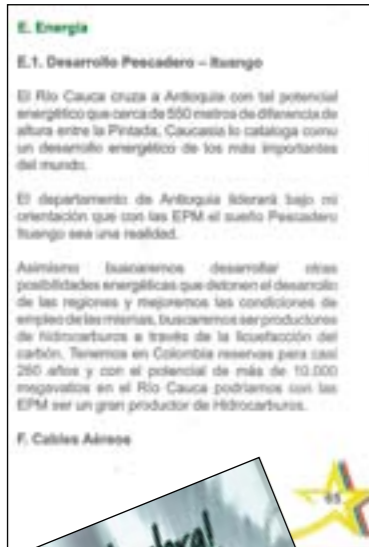 E. Energía
E.1. Desarrollo Pescadero – Ituango
El Río Cauca cruza a Antioquia con tal potencial
energético que cerca de 550 metros de diferencia de
altura entre la Pintada, Caucasia lo cataloga como
un desarrollo energético de los más importantes
del mundo.
El departamento de Antioquia liderará bajo mi
orientación que con las EPM el sueño Pescadero
Ituango sea una realidad.
Asimismo buscaremos desarrollar otras
posibilidades energéticas que detonen el desarrollo
de las regiones y mejoremos las condiciones de
empleo de las mismas, buscaremos ser productores
de hidrocarburos a través de la licuefacción del
carbón. Tenemos en Colombia reservas para casi
260 años y con el potencial de más de 10.000
megavatios en el Río Cauca podríamos con las
EPM ser un gran productor de Hidrocarburos.
F. Cables Aéreos